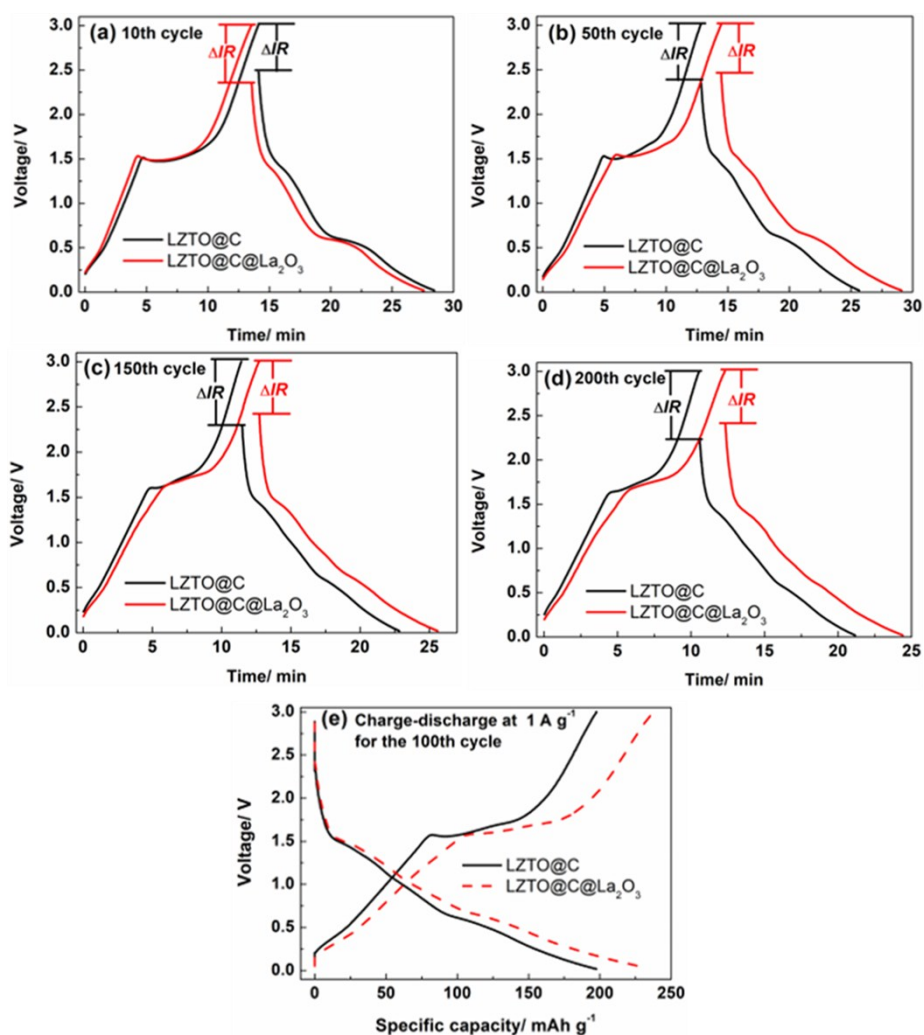 (a) 10th cycle
ΔIR
ΔIR
3.0
2.5
2.0
1.5
1.0
0.5
0.0
Voltage/ V
LZTO@C
LZTO@C@La₂O₃
0 5 10 15 20 25 30
Time/ min
(b) 50th cycle
ΔIR
ΔIR
3.0
2.5
2.0
1.5
1.0
0.5
0.0
Voltage/ V
LZTO@C
LZTO@C@La₂O₃
0 5 10 15 20 25 30
Time/ min
(c) 150th cycle
ΔIR
ΔIR
3.0
2.5
2.0
1.5
1.0
0.5
0.0
Voltage/ V
LZTO@C
LZTO@C@La₂O₃
0 5 10 15 20 25
Time/ min
(d) 200th cycle
ΔIR
ΔIR
3.0
2.5
2.0
1.5
1.0
0.5
0.0
Voltage/ V
LZTO@C
LZTO@C@La₂O₃
0 5 10 15 20 25
Time/ min
(e) Charge-discharge at 1 A g⁻¹
for the 100th cycle
3.0
2.5
2.0
1.5
1.0
0.5
0.0
Voltage/ V
LZTO@C
LZTO@C@La₂O₃
0 50 100 150 200 250
Specific capacity/ mAh g⁻¹